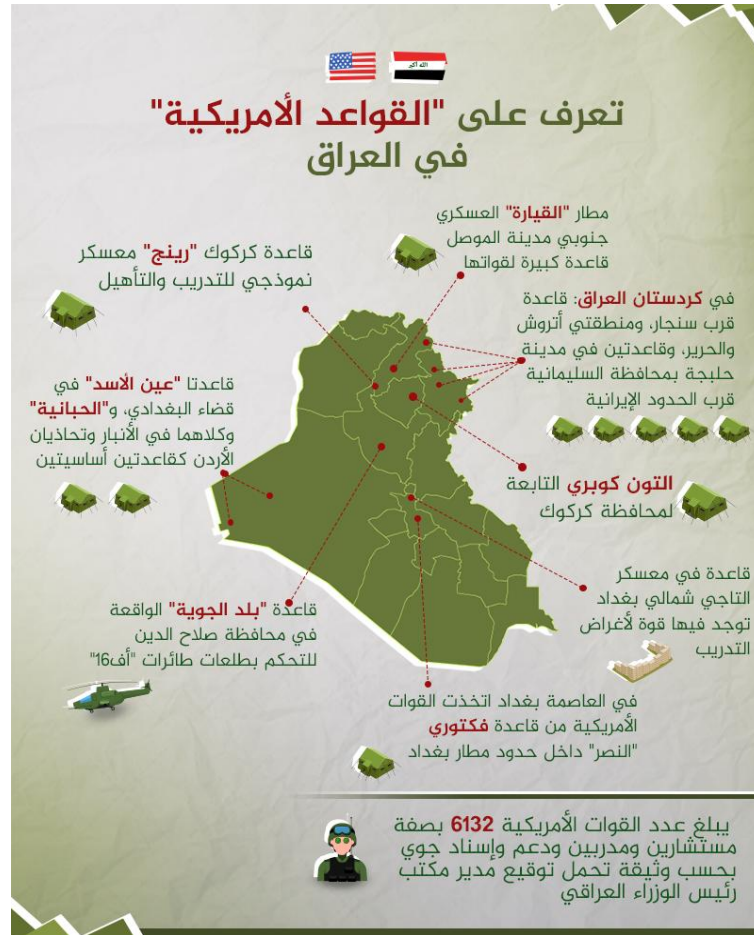 الله أكبر
تعرف على "القواعد الأمريكية"
في العراق
مطار "القيارة" العسكري
جنوبي مدينة الموصل
قاعدة كبيرة لقواتها
قاعدة كركوك "رينج" معسكر
نموذجي للتدريب والتأهيل
في كردستان العراق: قاعدة
قرب سنجار، ومنطقتي أتروش
والحرير، وقاعدتين في مدينة
حلبجة بمحافظة السليمانية
قرب الحدود الإيرانية
قاعدتا "عين الأسد" في
قضاء البغدادي، و"الحبانية"
وكلاهما في الأنبار وتحاذيان
الأردن كقاعدتين أساسيتين
التون كوبري التابعة
لمحافظة كركوك
قاعدة في معسكر
التاجي شمالي بغداد
توجد فيها قوة لأغراض
التدريب
قاعدة "بلد الجوية" الواقعة
في محافظة صلاح الدين
للتحكم بطلعات طائرات "أف16"
في العاصمة بغداد اتخذت القوات
الأمريكية من قاعدة فكتوري
"النصر" داخل حدود مطار بغداد
يبلغ عدد القوات الأمريكية 6132 بصفة
مستشارين ومدربين ودعم وإسناد جوي
بحسب وثيقة تحمل توقيع مدير مكتب
رئيس الوزراء العراقي